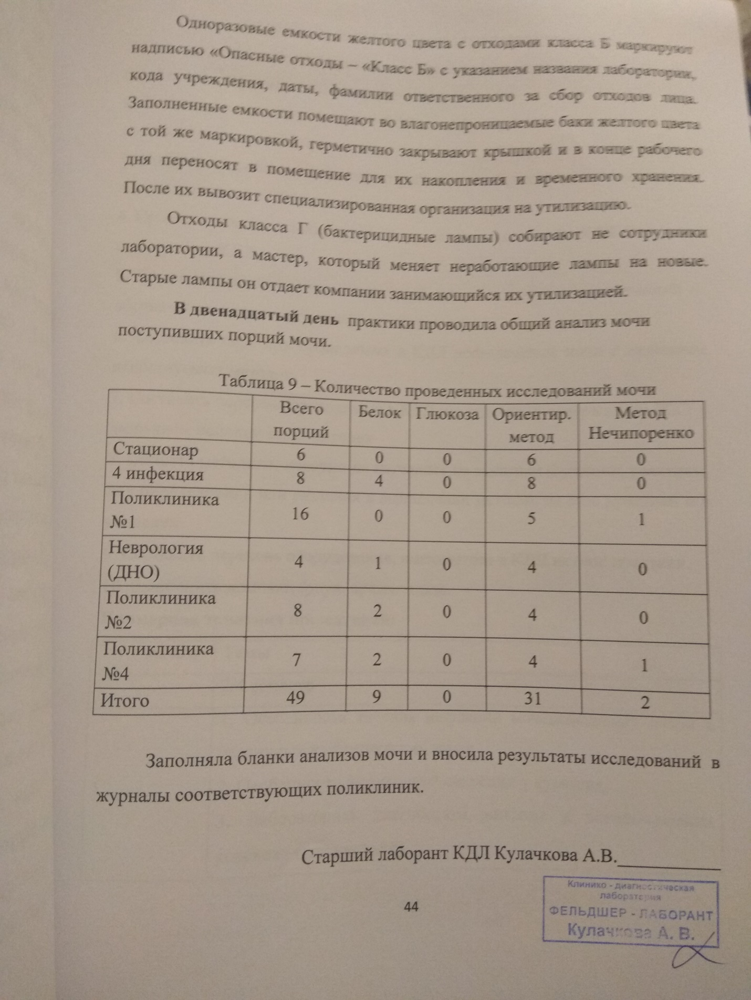 Одноразовые емкости желтого цвета с отходами класса Б маркируют
надписью «Опасные отходы – «Класс Б» с указанием названия лаборатории,
кода учреждения, даты, фамилии ответственного за сбор отходов лица.
Заполненные емкости помещают во влагонепроницаемые баки желтого цвета
с той же маркировкой, герметично закрывают крышкой и в конце рабочего
дня переносят в помещение для их накопления и временного хранения.
После их вывозит специализированная организация на утилизацию.
Отходы класса Г (бактерицидные лампы) собирают не сотрудники
лаборатории, а мастер, который меняет неработающие лампы на новые.
Старые лампы он отдает компании занимающийся их утилизацией.
В двенадцатый день практики проводила общий анализ мочи
поступивших порций мочи.
Таблица 9 – Количество проведенных исследований мочи
Всего порций Белок Глюкоза Ориентир. метод Метод Нечипоренко
Стационар 6 0 0 6 0
4 инфекция 8 4 0 8 0
Поликлиника №1 16 0 0 5 1
Неврология (ДНО) 4 1 0 4 0
Поликлиника №2 8 2 0 4 0
Поликлиника №4 7 2 0 4 1
Итого 49 9 0 31 2
Заполняла бланки анализов мочи и вносила результаты исследований в
журналы соответствующих поликлиник.
Старший лаборант КДЛ Кулачкова А.В.____________
44
Клинико - диагностическая
лаборатория
ФЕЛЬДШЕР - ЛАБОРАНТ
Кулачкова А. В.